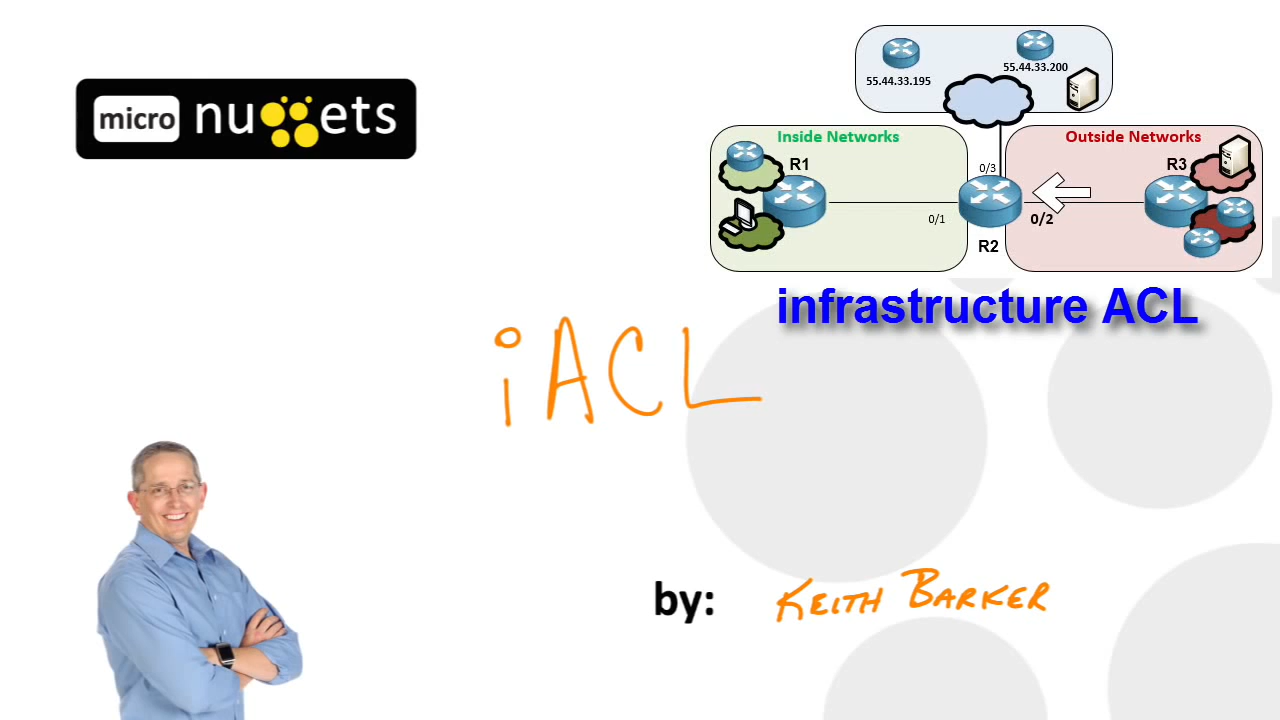 micro nuggets
55.44.33.195
55.44.33.200
Inside Networks
Outside Networks
R1
0/3
R3
0/1
0/2
R2
infrastructure ACL
iACL
by: KEITH BARKER